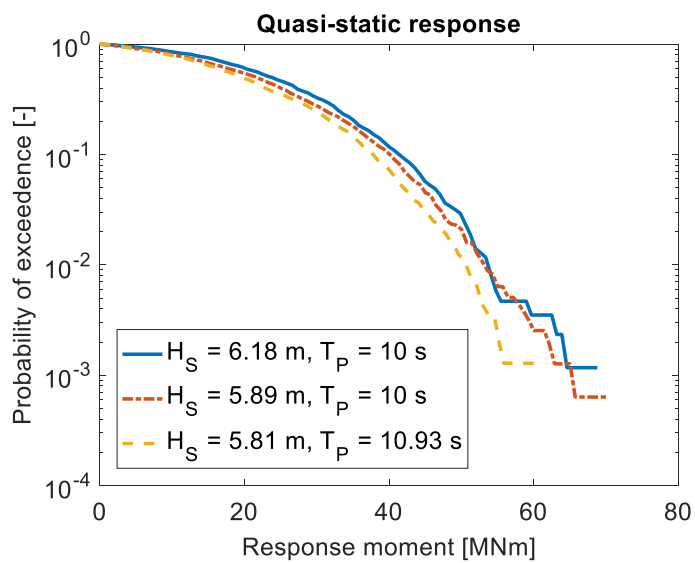 Quasi-static response
Probability of exceedence [-]
10^0
10^-1
10^-2
10^-3
10^-4
H_S = 6.18 m, T_P = 10 s
H_S = 5.89 m, T_P = 10 s
H_S = 5.81 m, T_P = 10.93 s
0 20 40 60 80
Response moment [MNm]